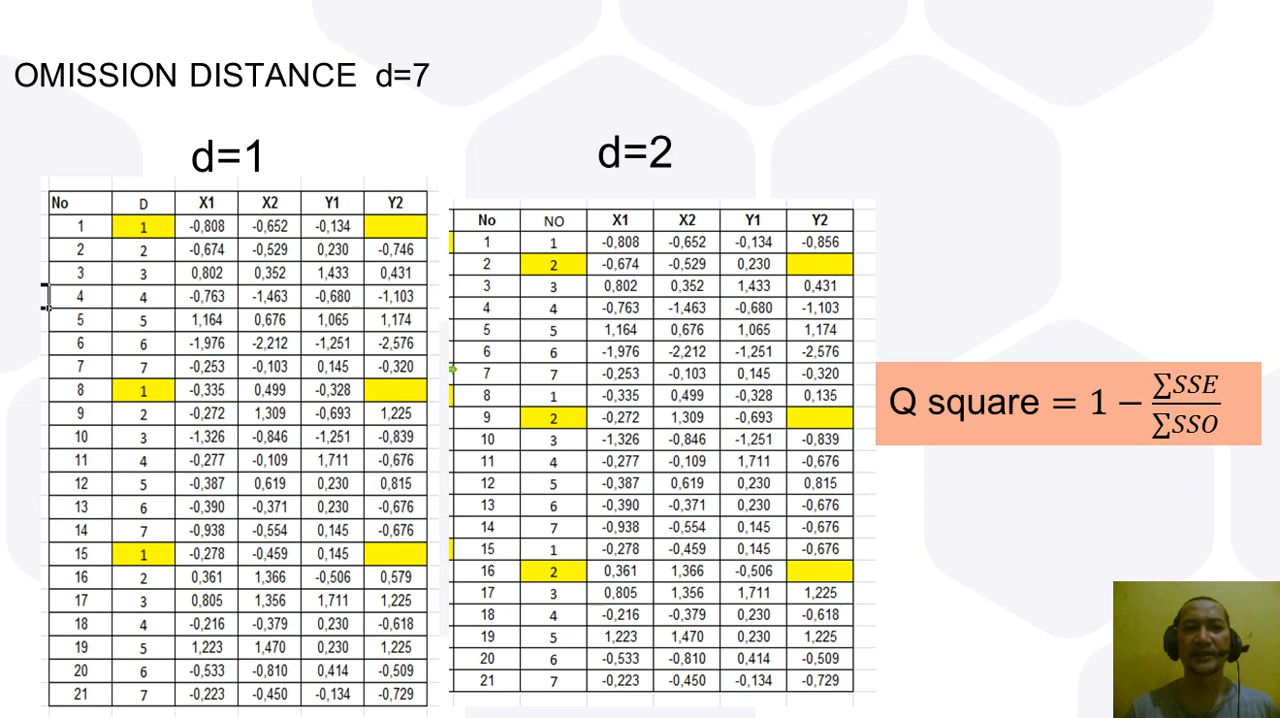 OMISSION DISTANCE d=7
d=1
No D X1 X2 Y1 Y2
1 1 -0,808 -0,652 -0,134
2 2 -0,674 -0,529 0,230 -0,746
3 3 0,802 0,352 1,433 0,431
4 4 -0,763 -1,463 -0,680 -1,103
5 5 1,164 0,676 1,065 1,174
6 6 -1,976 -2,212 -1,251 -2,576
7 7 -0,253 -0,103 0,145 -0,320
8 1 -0,335 0,499 -0,328
9 2 -0,272 1,309 -0,693 1,225
10 3 -1,326 -0,846 -1,251 -0,839
11 4 -0,277 -0,109 1,711 -0,676
12 5 -0,387 0,619 0,230 0,815
13 6 -0,390 -0,371 0,230 -0,676
14 7 -0,938 -0,554 0,145 -0,676
15 1 -0,278 -0,459 0,145
16 2 0,361 1,366 -0,506 0,579
17 3 0,805 1,356 1,711 1,225
18 4 -0,216 -0,379 0,230 -0,618
19 5 1,223 1,470 0,230 1,225
20 6 -0,533 -0,810 0,414 -0,509
21 7 -0,223 -0,450 -0,134 -0,729
d=2
No NO X1 X2 Y1 Y2
1 1 -0,808 -0,652 -0,134 -0,856
2 2 -0,674 -0,529 0,230
3 3 0,802 0,352 1,433 0,431
4 4 -0,763 -1,463 -0,680 -1,103
5 5 1,164 0,676 1,065 1,174
6 6 -1,976 -2,212 -1,251 -2,576
7 7 -0,253 -0,103 0,145 -0,320
8 1 -0,335 0,499 -0,328 0,135
9 2 -0,272 1,309 -0,693
10 3 -1,326 -0,846 -1,251 -0,839
11 4 -0,277 -0,109 1,711 -0,676
12 5 -0,387 0,619 0,230 0,815
13 6 -0,390 -0,371 0,230 -0,676
14 7 -0,938 -0,554 0,145 -0,676
15 1 -0,278 -0,459 0,145 -0,676
16 2 0,361 1,366 -0,506
17 3 0,805 1,356 1,711 1,225
18 4 -0,216 -0,379 0,230 -0,618
19 5 1,223 1,470 0,230 1,225
20 6 -0,533 -0,810 0,414 -0,509
21 7 -0,223 -0,450 -0,134 -0,729
Q square = 1 − ∑SSE/∑SSO